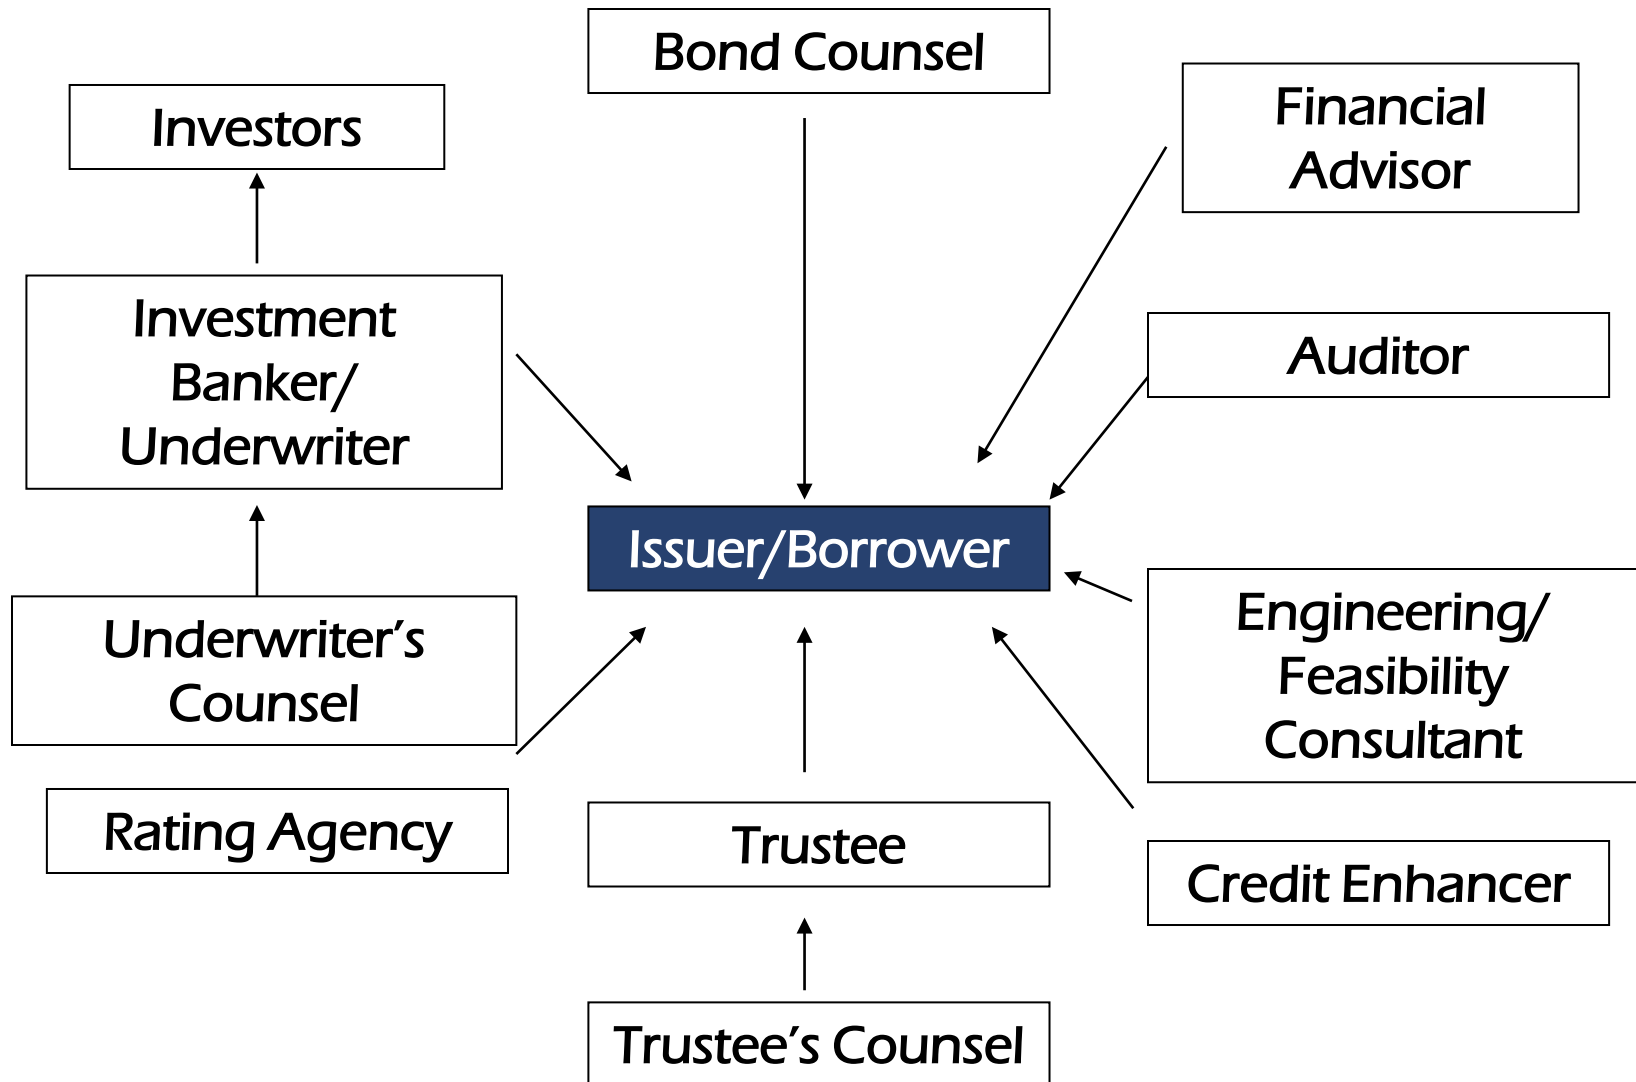 Bond Counsel
Investors
Financial
Advisor
Investment
Banker/
Underwriter
Auditor
Issuer/Borrower
Underwriter’s
Counsel
Engineering/
Feasibility
Consultant
Rating Agency
Trustee
Credit Enhancer
Trustee’s Counsel